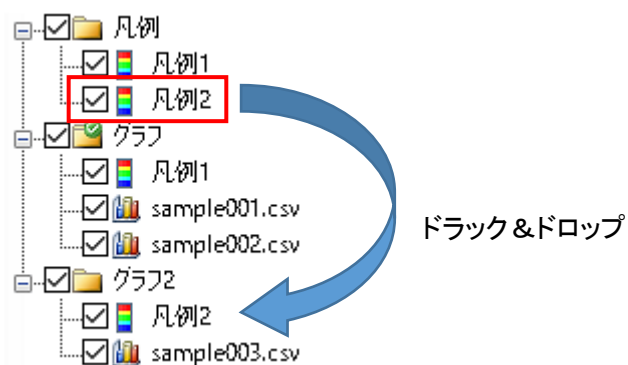 凡例
凡例1
凡例2
グラフ
凡例1
sample001.csv
sample002.csv
ドラック＆ドロップ
グラフ2
凡例2
sample003.csv